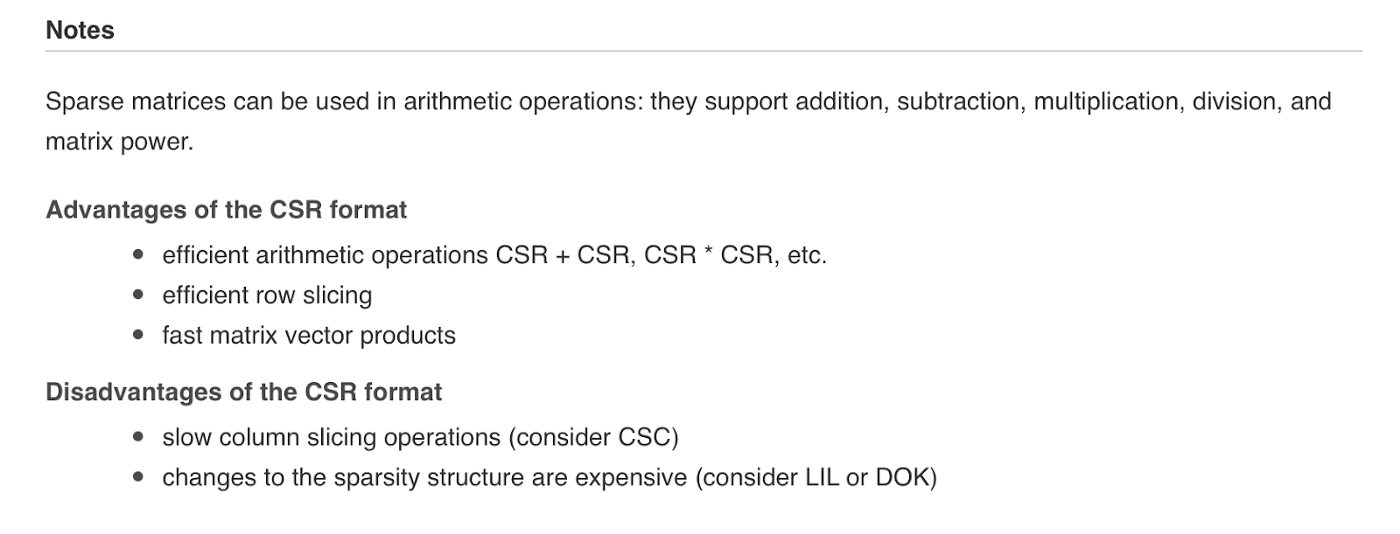 Notes
Sparse matrices can be used in arithmetic operations: they support addition, subtraction, multiplication, division, and
matrix power.
Advantages of the CSR format
• efficient arithmetic operations CSR + CSR, CSR * CSR, etc.
• efficient row slicing
• fast matrix vector products
Disadvantages of the CSR format
• slow column slicing operations (consider CSC)
• changes to the sparsity structure are expensive (consider LIL or DOK)